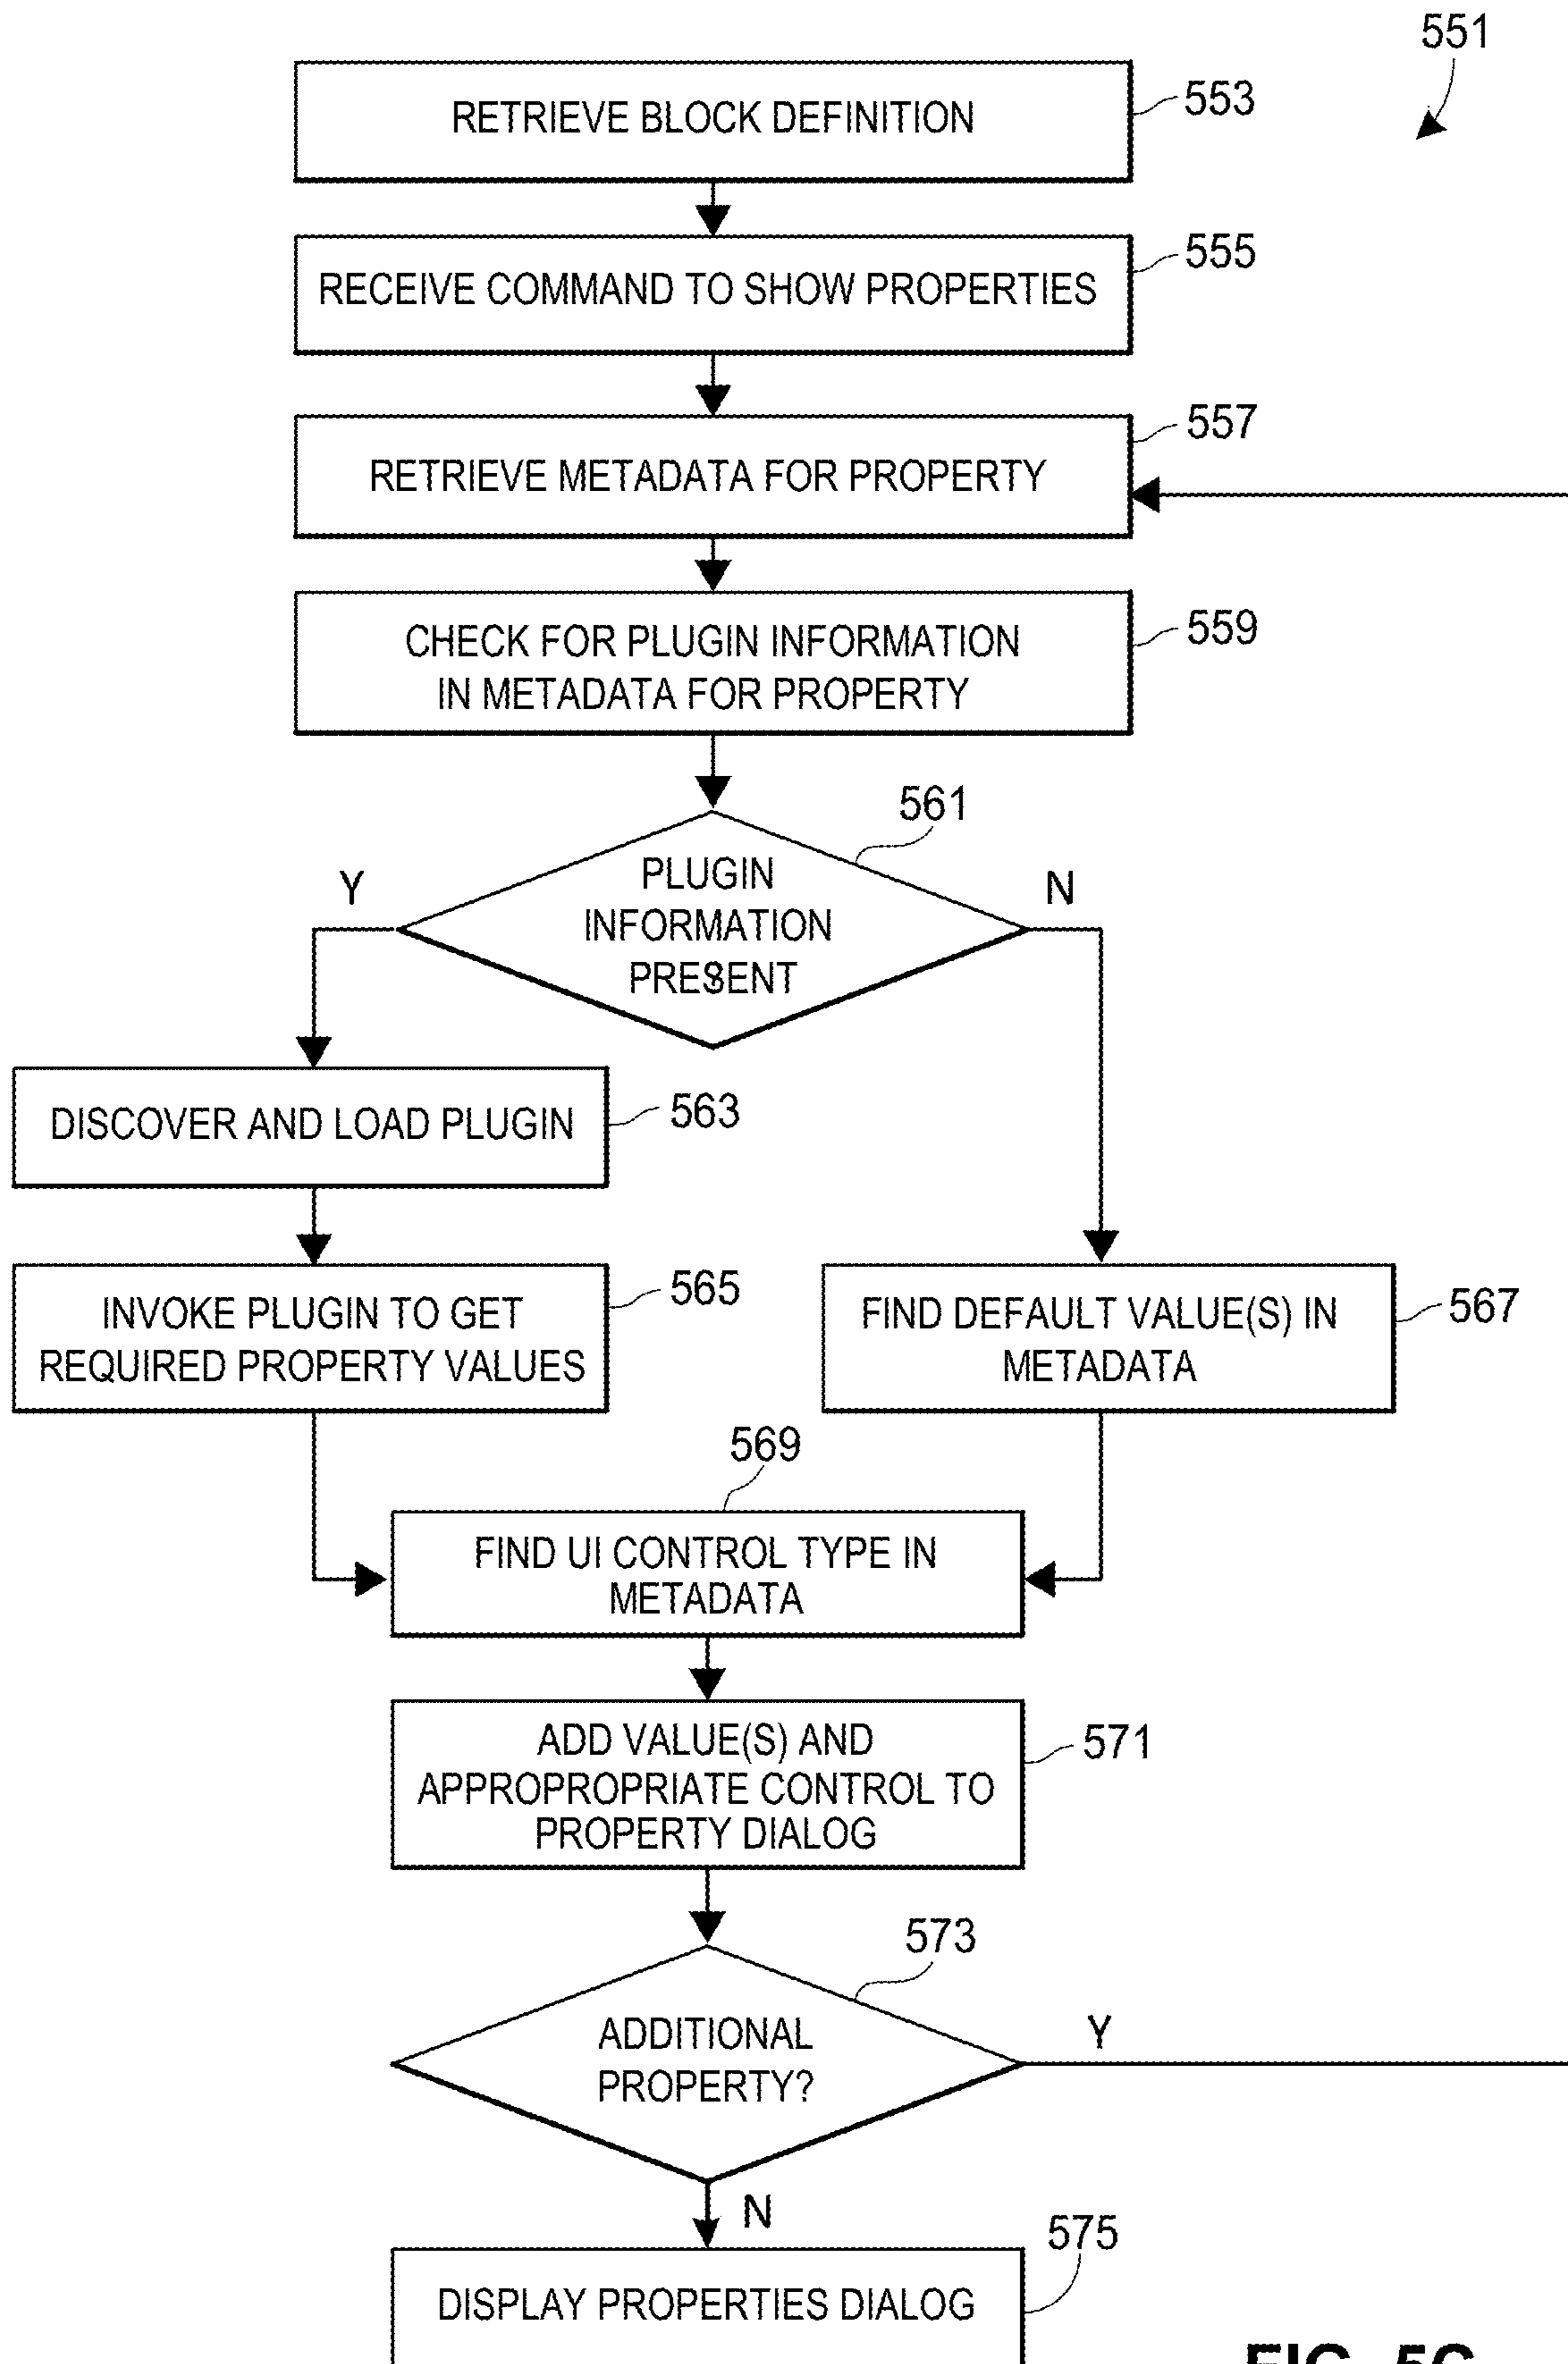 551
RETRIEVE BLOCK DEFINITION
553
RECEIVE COMMAND TO SHOW PROPERTIES
555
RETRIEVE METADATA FOR PROPERTY
557
CHECK FOR PLUGIN INFORMATION
IN METADATA FOR PROPERTY
559
561
PLUGIN
INFORMATION
PRESENT
?
Y
N
DISCOVER AND LOAD PLUGIN
563
INVOKE PLUGIN TO GET
REQUIRED PROPERTY VALUES
565
FIND DEFAULT VALUE(S) IN
METADATA
567
569
FIND UI CONTROL TYPE IN
METADATA
ADD VALUE(S) AND
APPROPROPRIATE CONTROL TO
PROPERTY DIALOG
571
573
ADDITIONAL
PROPERTY?
Y
N
575
DISPLAY PROPERTIES DIALOG
FIG. 5C